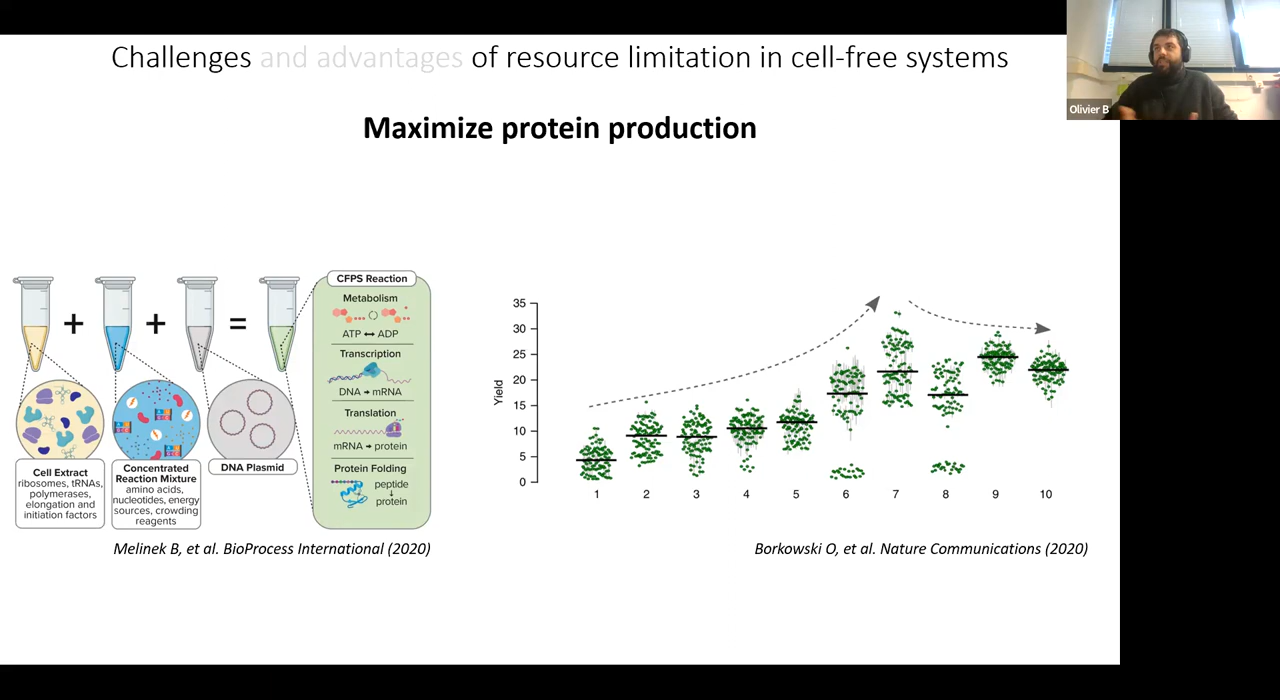 Challenges and advantages of resource limitation in cell-free systems
Olivier B
Maximize protein production
+ + =
CFPS Reaction
Metabolism
ATP ↔ ADP
Transcription
DNA → mRNA
Translation
mRNA → protein
Protein Folding
peptide
↓
protein
Cell Extract
ribosomes, tRNAs,
polymerases,
elongation and
initiation factors
Concentrated
Reaction Mixture
amino acids,
nucleotides, energy
sources, crowding
reagents
DNA Plasmid
Melinek B, et al. BioProcess International (2020)
Yield
35
30
25
20
15
10
5
0
1 2 3 4 5 6 7 8 9 10
Borkowski O, et al. Nature Communications (2020)